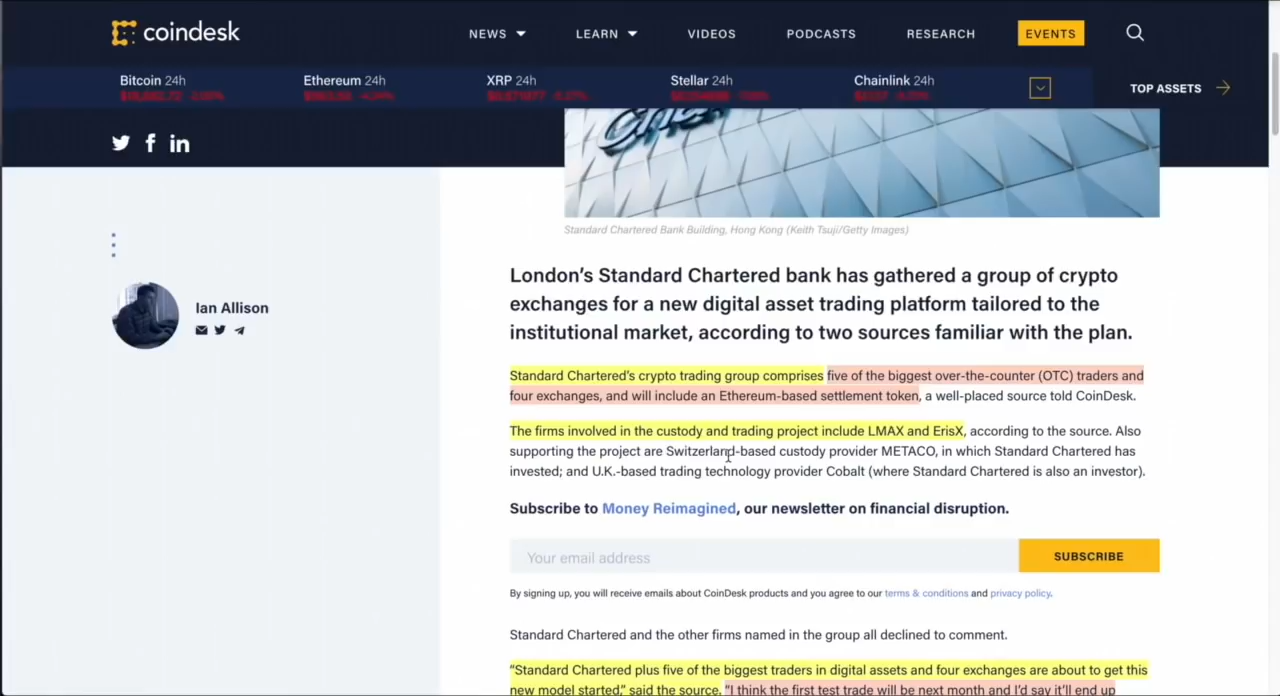 coindesk
NEWS LEARN VIDEOS PODCASTS RESEARCH EVENTS
Bitcoin 24h Ethereum 24h XRP 24h Stellar 24h Chainlink 24h
TOP ASSETS
Standard Chartered Bank Building, Hong Kong (Keith Tsuji/Getty Images)
Ian Allison
London’s Standard Chartered bank has gathered a group of crypto
exchanges for a new digital asset trading platform tailored to the
institutional market, according to two sources familiar with the plan.
Standard Chartered’s crypto trading group comprises five of the biggest over-the-counter (OTC) traders and
four exchanges, and will include an Ethereum-based settlement token, a well-placed source told CoinDesk.
The firms involved in the custody and trading project include LMAX and ErisX, according to the source. Also
supporting the project are Switzerland-based custody provider METACO, in which Standard Chartered has
invested; and U.K.-based trading technology provider Cobalt (where Standard Chartered is also an investor).
Subscribe to Money Reimagined, our newsletter on financial disruption.
Your email address
SUBSCRIBE
By signing up, you will receive emails about CoinDesk products and you agree to our terms & conditions and privacy policy.
Standard Chartered and the other firms named in the group all declined to comment.
“Standard Chartered plus five of the biggest traders in digital assets and four exchanges are about to get this
new model started,” said the source. “I think the first test trade will be next month and I’d say it’ll end up